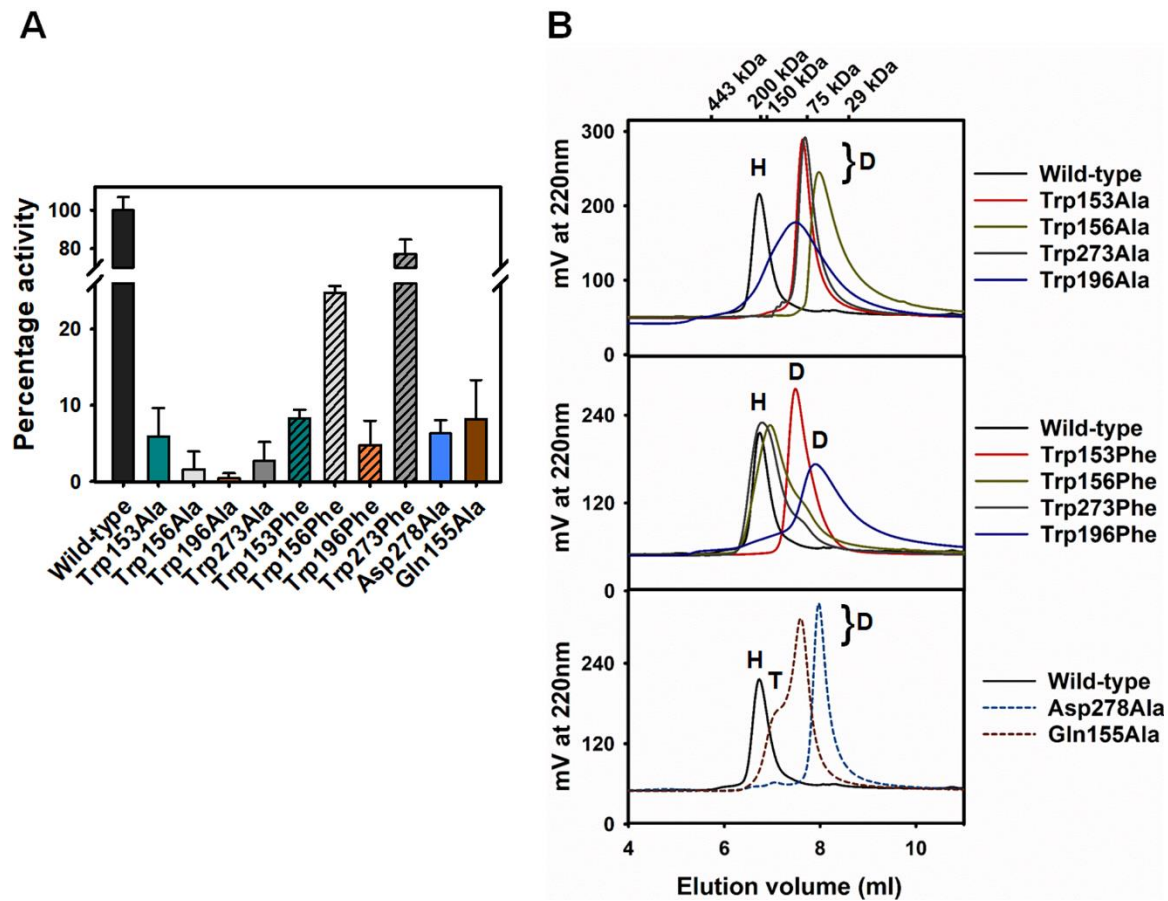 A
Percentage activity
100
80
20
10
0
Wild-type
Trp153Ala
Trp156Ala
Trp196Ala
Trp273Ala
Trp153Phe
Trp156Phe
Trp196Phe
Trp273Phe
Asp278Ala
Gln155Ala
B
443 kDa
200 kDa
150 kDa
75 kDa
29 kDa
mV at 220nm
300
200
100
0
H
} D
Wild-type
Trp153Ala
Trp156Ala
Trp273Ala
Trp196Ala
mV at 220nm
240
120
0
H
D
D
Wild-type
Trp153Phe
Trp156Phe
Trp273Phe
Trp196Phe
mV at 220nm
240
120
0
H
T
} D
Wild-type
Asp278Ala
Gln155Ala
4 6 8 10
Elution volume (ml)